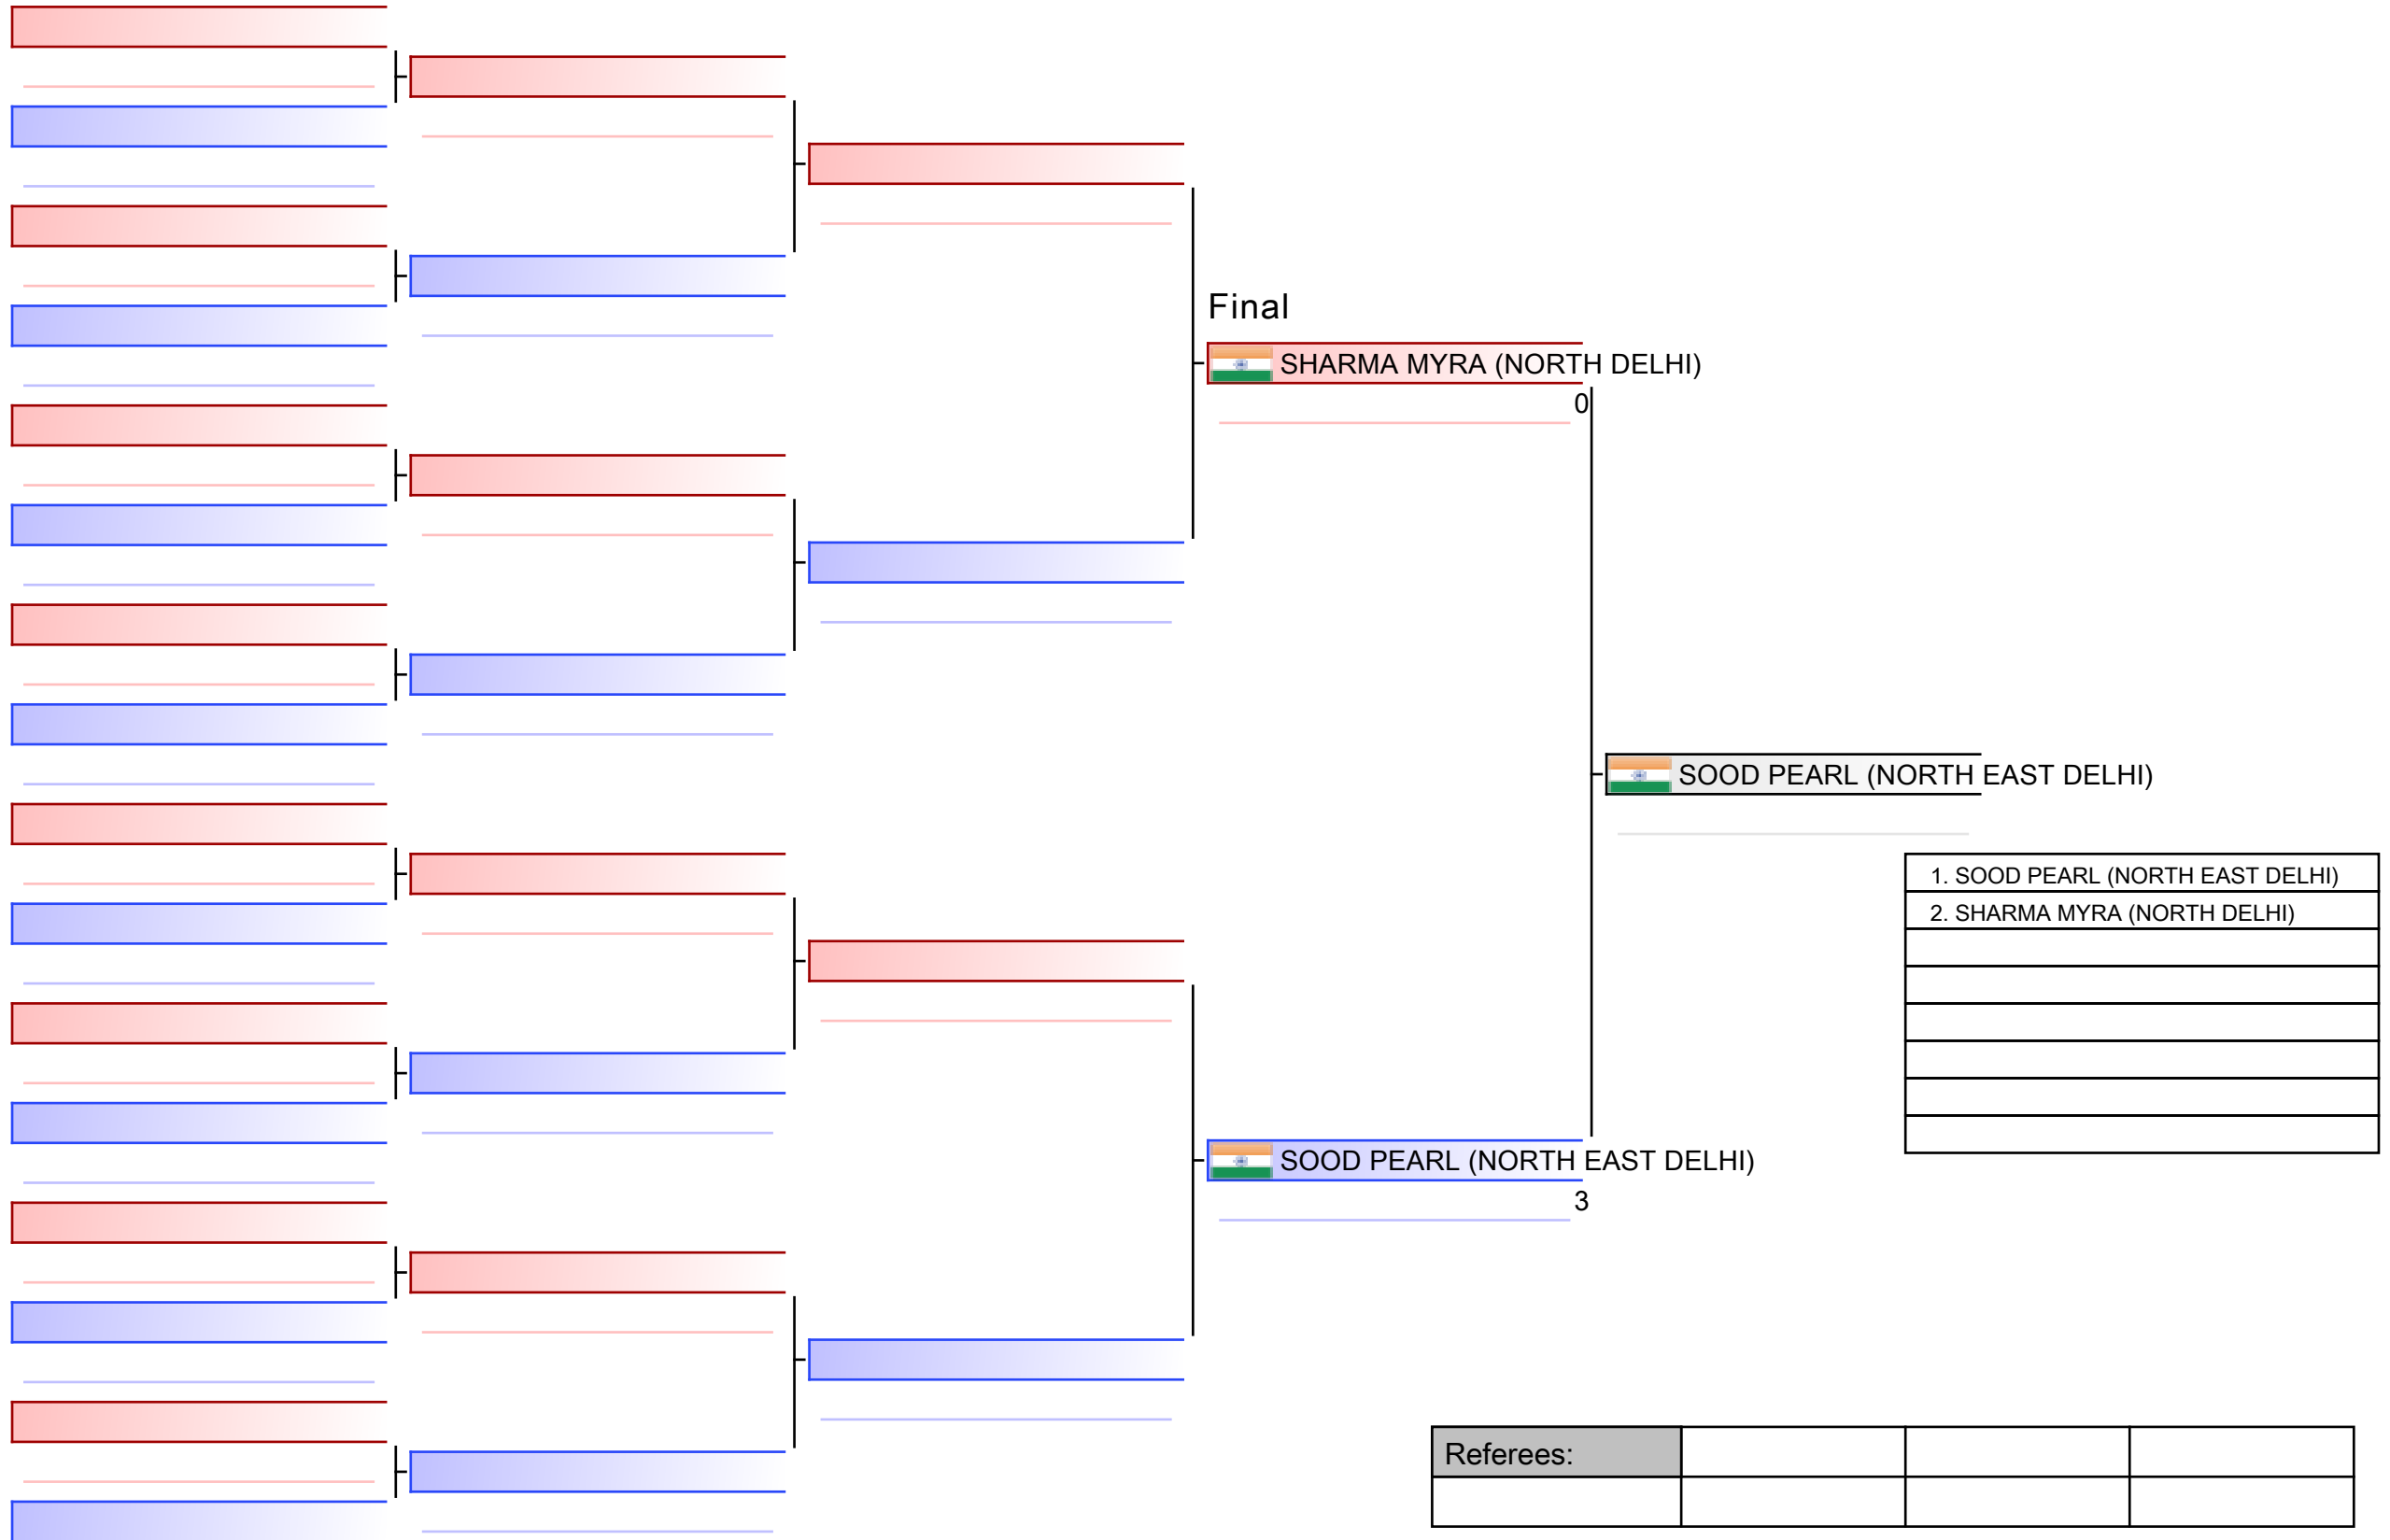 Final
SHARMA MYRA (NORTH DELHI)
0
SOOD PEARL (NORTH EAST DELHI)
1. SOOD PEARL (NORTH EAST DELHI)
2. SHARMA MYRA (NORTH DELHI)
SOOD PEARL (NORTH EAST DELHI)
3
Referees: